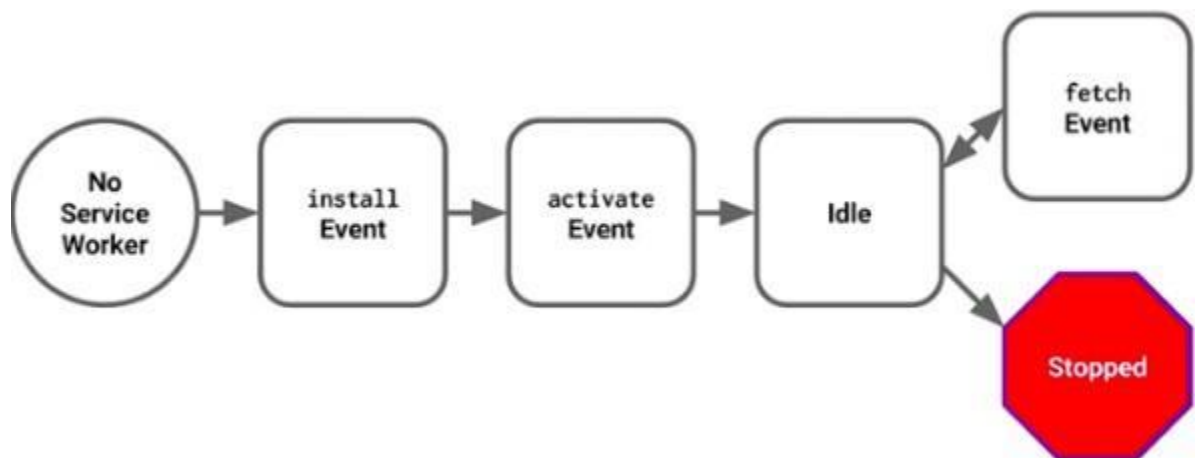 No
Service
Worker
install
Event
activate
Event
Idle
fetch
Event
Stopped